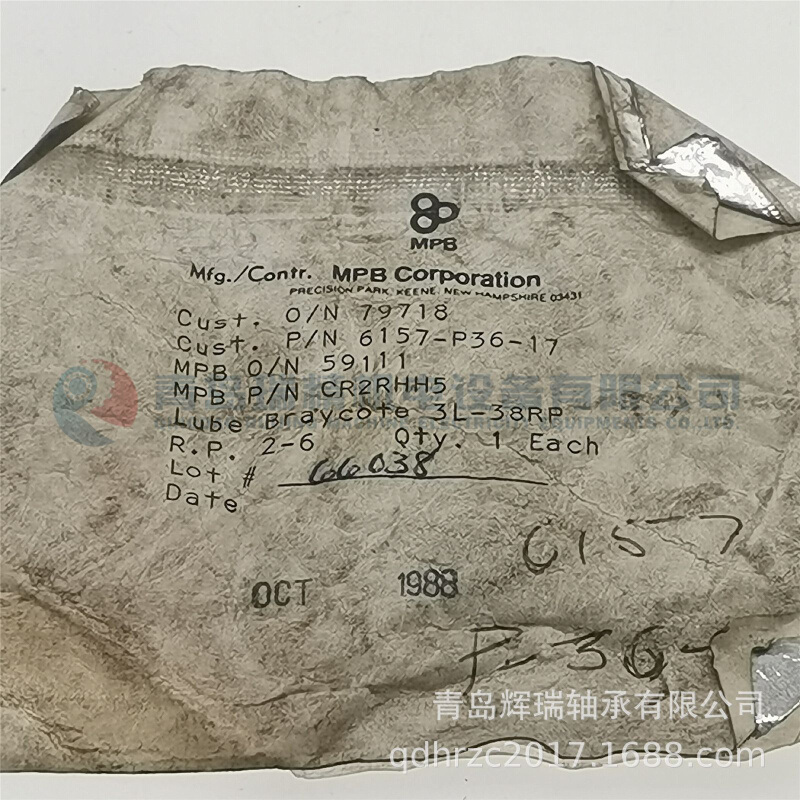 MPB
Mfg./Contr. MPB Corporation
PRECISION PARK, KEENE, NEW HAMPSHIRE 03431
Cust. O/N 79718
Cust. P/N 6157-P36-17
MPB O/N 59111
MPB P/N CR2RHH5
Lube Braycote 3L-38RP
R.P. 2-6 Qty. 1 Each
Lot # 66038
Date
OCT 1988
6157
P-36-
青岛辉瑞轴承有限公司
qdhrzc2017.1688.com